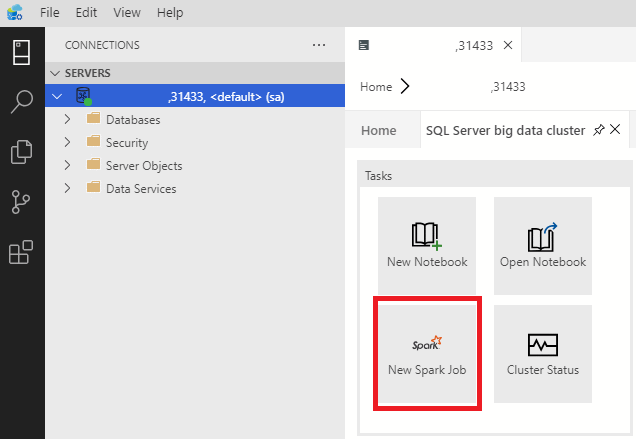 File Edit View Help
CONNECTIONS
SERVERS
,31433, <default> (sa)
Databases
Security
Server Objects
Data Services
,31433
Home ,31433
Home SQL Server big data cluster
Tasks
New Notebook
Open Notebook
Spark
New Spark Job
Cluster Status